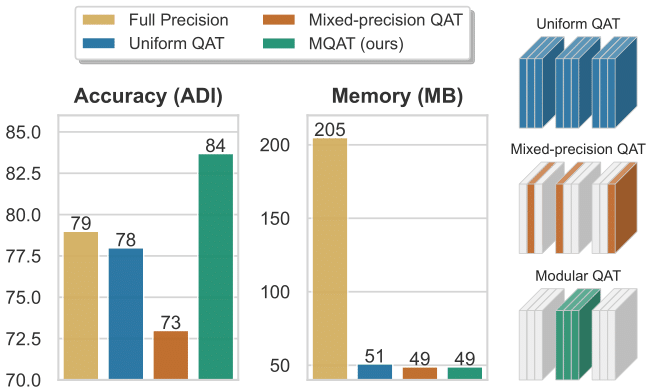 Full Precision
Mixed-precision QAT
Uniform QAT
MQAT (ours)
Accuracy (ADI)
85.0
82.5
80.0
77.5
75.0
72.5
70.0
79
78
73
84
Memory (MB)
200
150
100
50
205
51
49
49
Uniform QAT
Mixed-precision QAT
Modular QAT